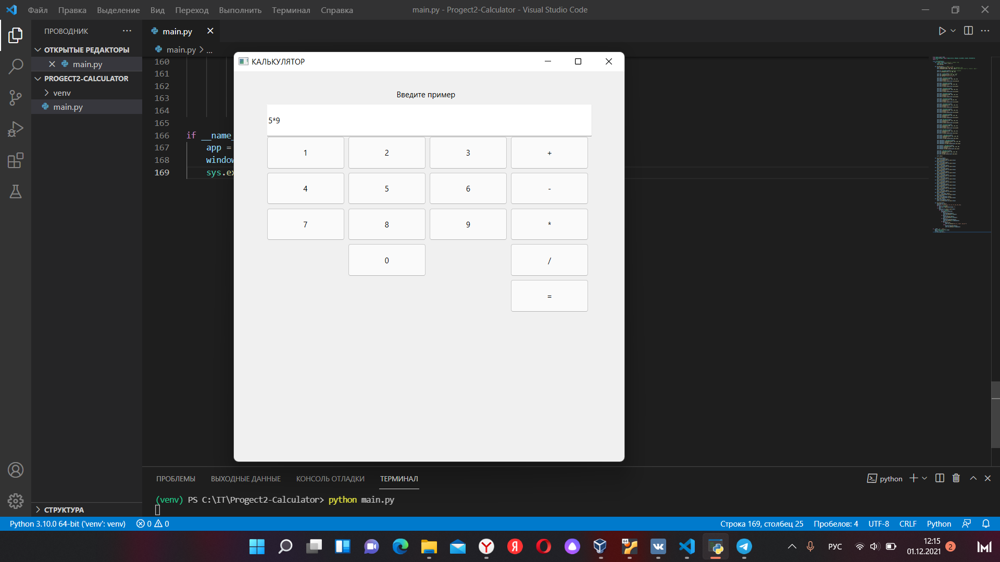 Файл Правка Выделение Вид Переход Выполнить Терминал Справка
main.py - Progect2-Calculator - Visual Studio Code
ПРОВОДНИК
main.py
ОТКРЫТЫЕ РЕДАКТОРЫ
main.py > ...
main.py
PROGECT2-CALCULATOR
venv
main.py
160
161
162
163
164
165
166 if __name_
167 app =
168 window
169 sys.ex
КАЛЬКУЛЯТОР
Введите пример
5*9
1 2 3 +
4 5 6 -
7 8 9 *
0 /
=
СТРУКТУРА
ПРОБЛЕМЫ ВЫХОДНЫЕ ДАННЫЕ КОНСОЛЬ ОТЛАДКИ ТЕРМИНАЛ
python
(venv) PS C:\IT\Progect2-Calculator> python main.py
Python 3.10.0 64-bit ('venv': venv) 0 0
Строка 169, столбец 25 Пробелов: 4 UTF-8 CRLF Python
64
РУС
12:15
01.12.2021
2